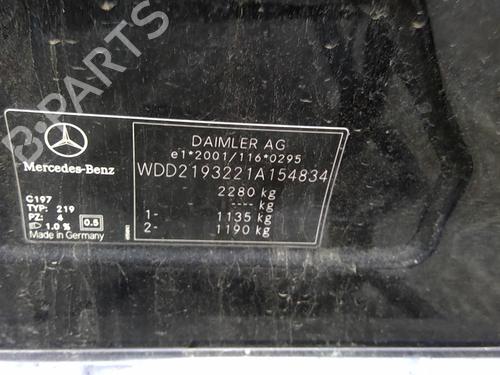 DAIMLER AG
e1*2001/116*0295
WDD2193221A154834
2280 kg
---- kg
1- 1135 kg
2- 1190 kg
Mercedes-Benz
C197
TYP: 219
PZ: 4
1.0 % 0.5
Made in Germany
B-PARTS